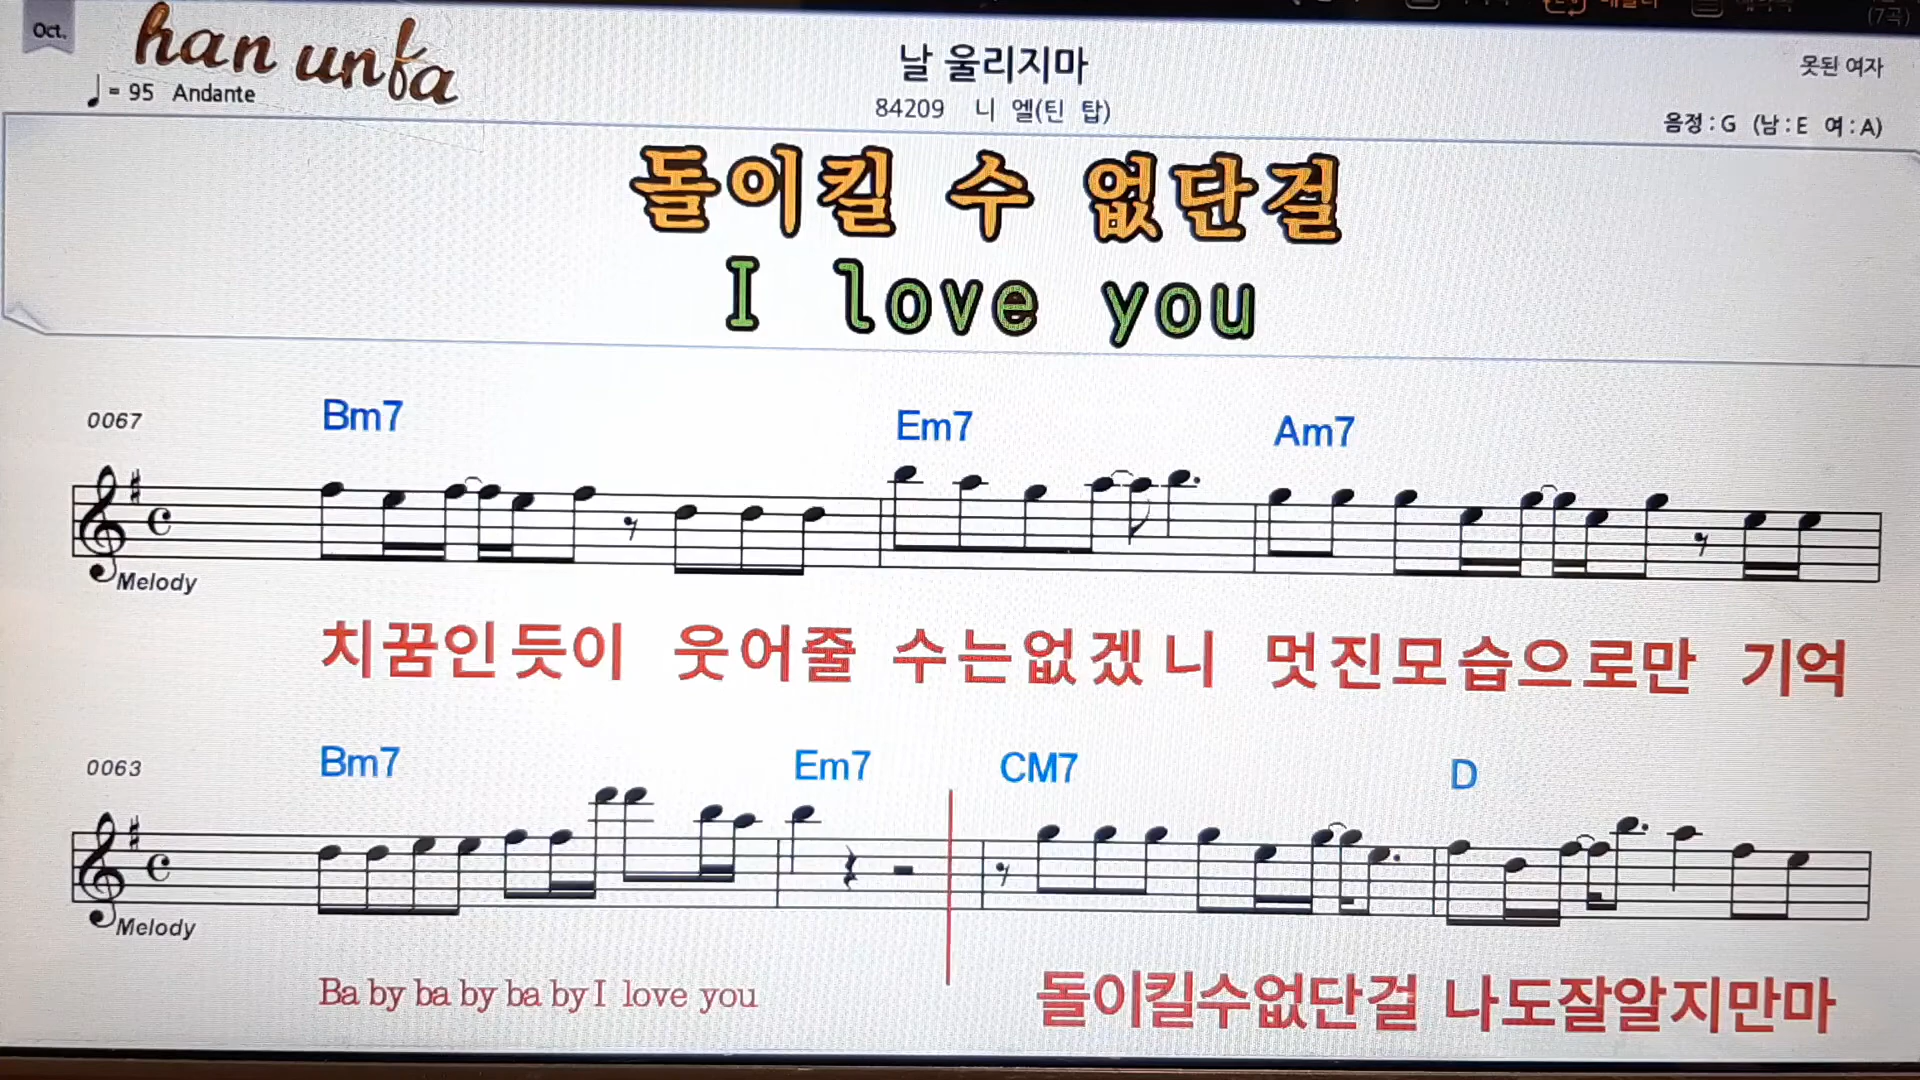 (7곡)
Oct.
han unfa
♩= 95 Andante
날 울리지마
84209 니 엘(틴 탑)
못된 여자
음정 : G (남 : E 여 : A)
돌이킬 수 없단걸
I love you
0067
Bm7 Em7 Am7
Melody
치꿈인듯이 웃어줄 수는없겠니 멋진모습으로만 기억
0063
Bm7 Em7 CM7 D
Melody
Ba by ba by ba by I love you
돌이킬수없단걸 나도잘알지만마